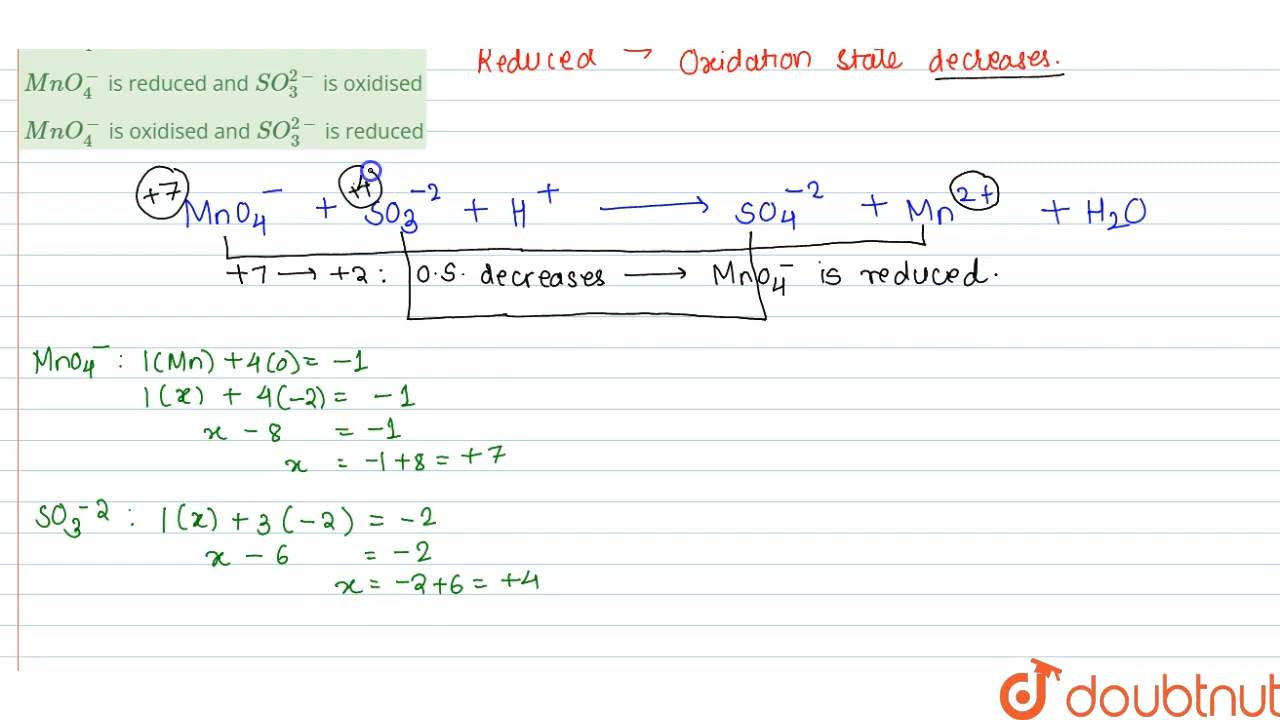 Reduced → Oxidation state decreases.
MnO₄⁻ is reduced and SO₃²⁻ is oxidised
MnO₄⁻ is oxidised and SO₃²⁻ is reduced
+7 +4 2+
MnO₄⁻ + SO₃⁻² + H⁺ ⟶ SO₄⁻² + Mn²⁺ + H₂O
+7 → +2 : O.S. decreases → MnO₄⁻ is reduced.
MnO₄⁻ : 1(Mn) + 4(O) = -1
1(x) + 4(-2) = -1
x - 8 = -1
x = -1 + 8 = +7
SO₃⁻² : 1(x) + 3(-2) = -2
x - 6 = -2
x = -2 + 6 = +4
doubtnut